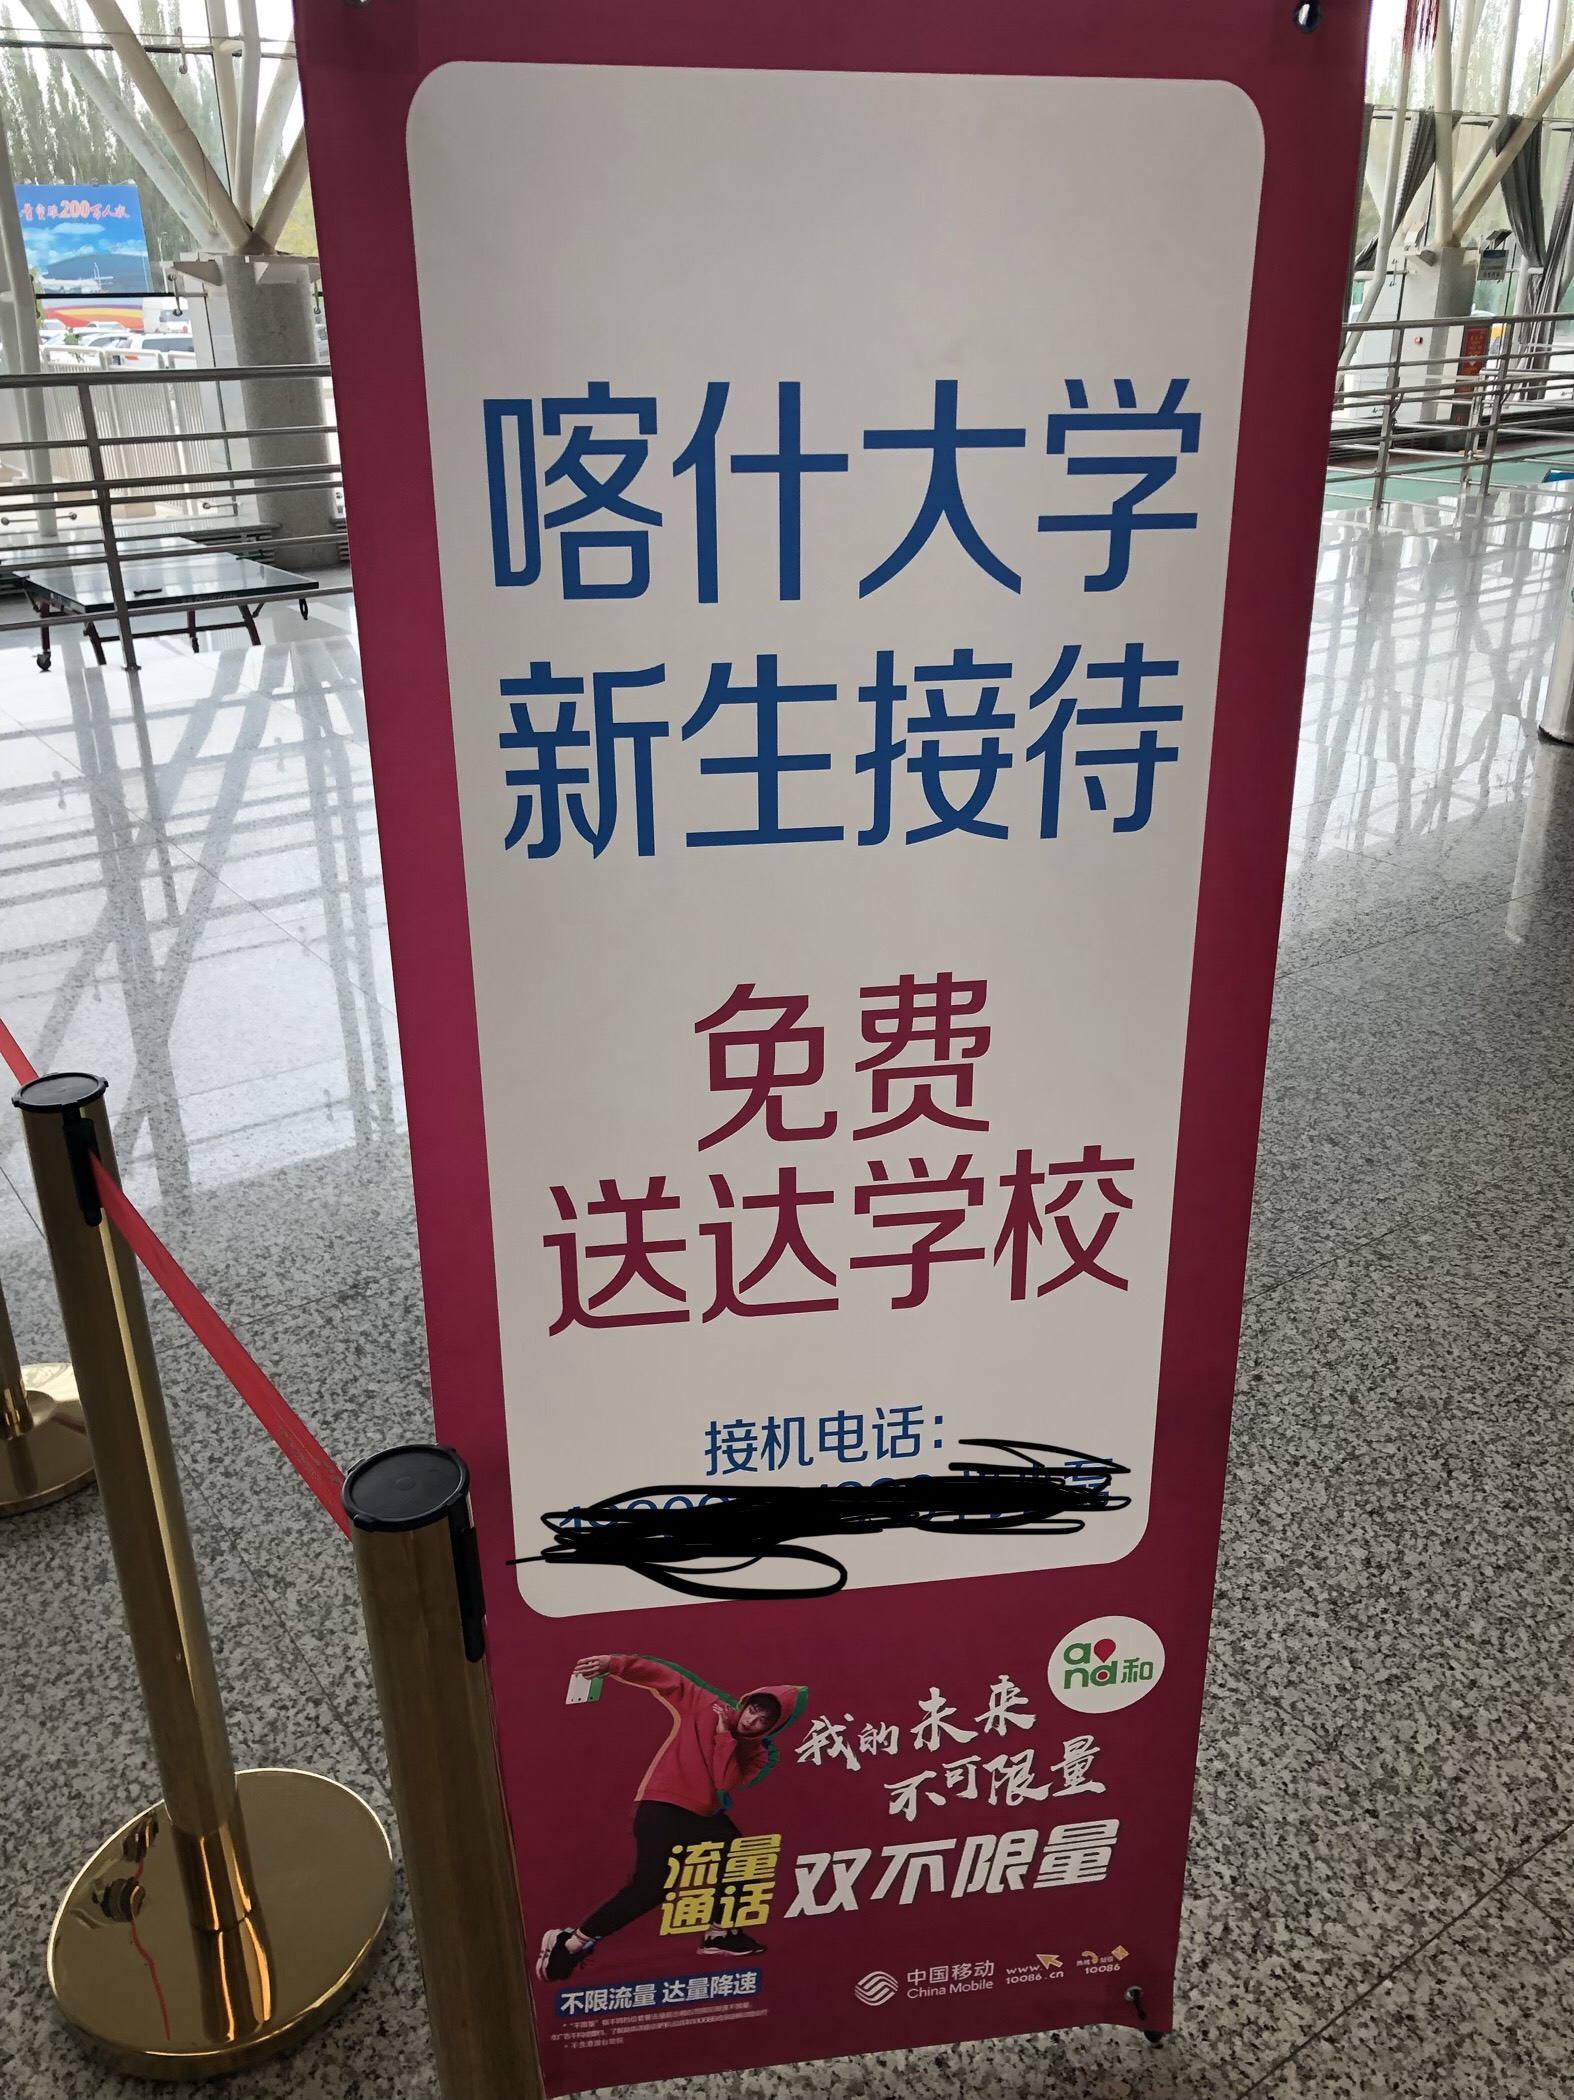 喀什大学
新生接待
免费
送达学校
接机电话:
and和
我的未来
不可限量
流量
通话
双不限量
不限流量 达量降速
中国移动
China Mobile
www.
10086.cn
10086